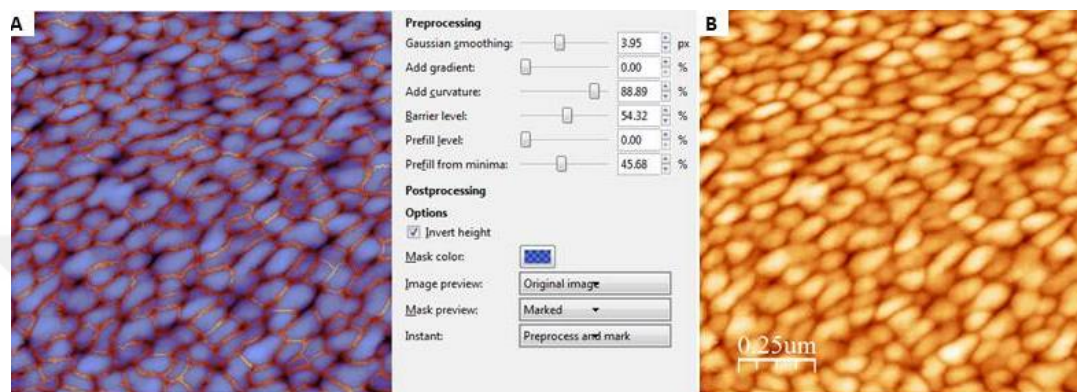 A
Preprocessing
Gaussian smoothing: 3.95 px
Add gradient: 0.00 %
Add curvature: 88.89 %
Barrier level: 54.32 %
Prefill level: 0.00 %
Prefill from minima: 45.68 %
Postprocessing
Options
Invert height
Mask color:
Image preview: Original image
Mask preview: Marked
Instant: Preprocess and mark
B
0.25um